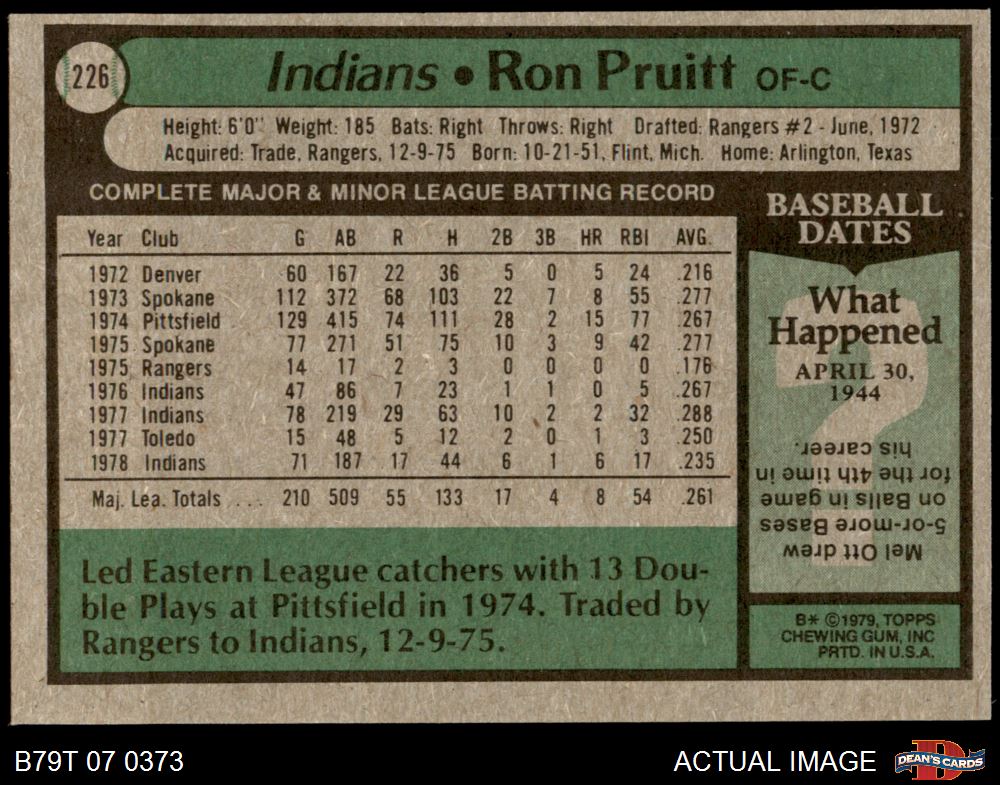 226
Indians • Ron Pruitt OF-C
Height: 6'0" Weight: 185 Bats: Right Throws: Right Drafted: Rangers #2 - June, 1972
Acquired: Trade, Rangers, 12-9-75 Born: 10-21-51, Flint, Mich. Home: Arlington, Texas
COMPLETE MAJOR & MINOR LEAGUE BATTING RECORD
Year Club G AB R H 2B 3B HR RBI AVG.
1972 Denver 60 167 22 36 5 0 5 24 .216
1973 Spokane 112 372 68 103 22 7 8 55 .277
1974 Pittsfield 129 415 74 111 28 2 15 77 .267
1975 Spokane 77 271 51 75 10 3 9 42 .277
1975 Rangers 14 17 2 3 0 0 0 0 .176
1976 Indians 47 86 7 23 1 1 0 5 .267
1977 Indians 78 219 29 63 10 2 2 32 .288
1977 Toledo 15 48 5 12 2 0 1 3 .250
1978 Indians 71 187 17 44 6 1 6 17 .235
Maj. Lea. Totals . . . 210 509 55 133 17 4 8 54 .261
Led Eastern League catchers with 13 Dou-
ble Plays at Pittsfield in 1974. Traded by
Rangers to Indians, 12-9-75.
BASEBALL
DATES
What
Happened
APRIL 30,
1944
Mel Ott drew
5-or-more Bases
on Balls in game
for the 4th time in
his career.
B* ©1979, TOPPS
CHEWING GUM, INC
PRTD. IN U.S.A.
B79T 07 0373
ACTUAL IMAGE
DEAN'S CARDS